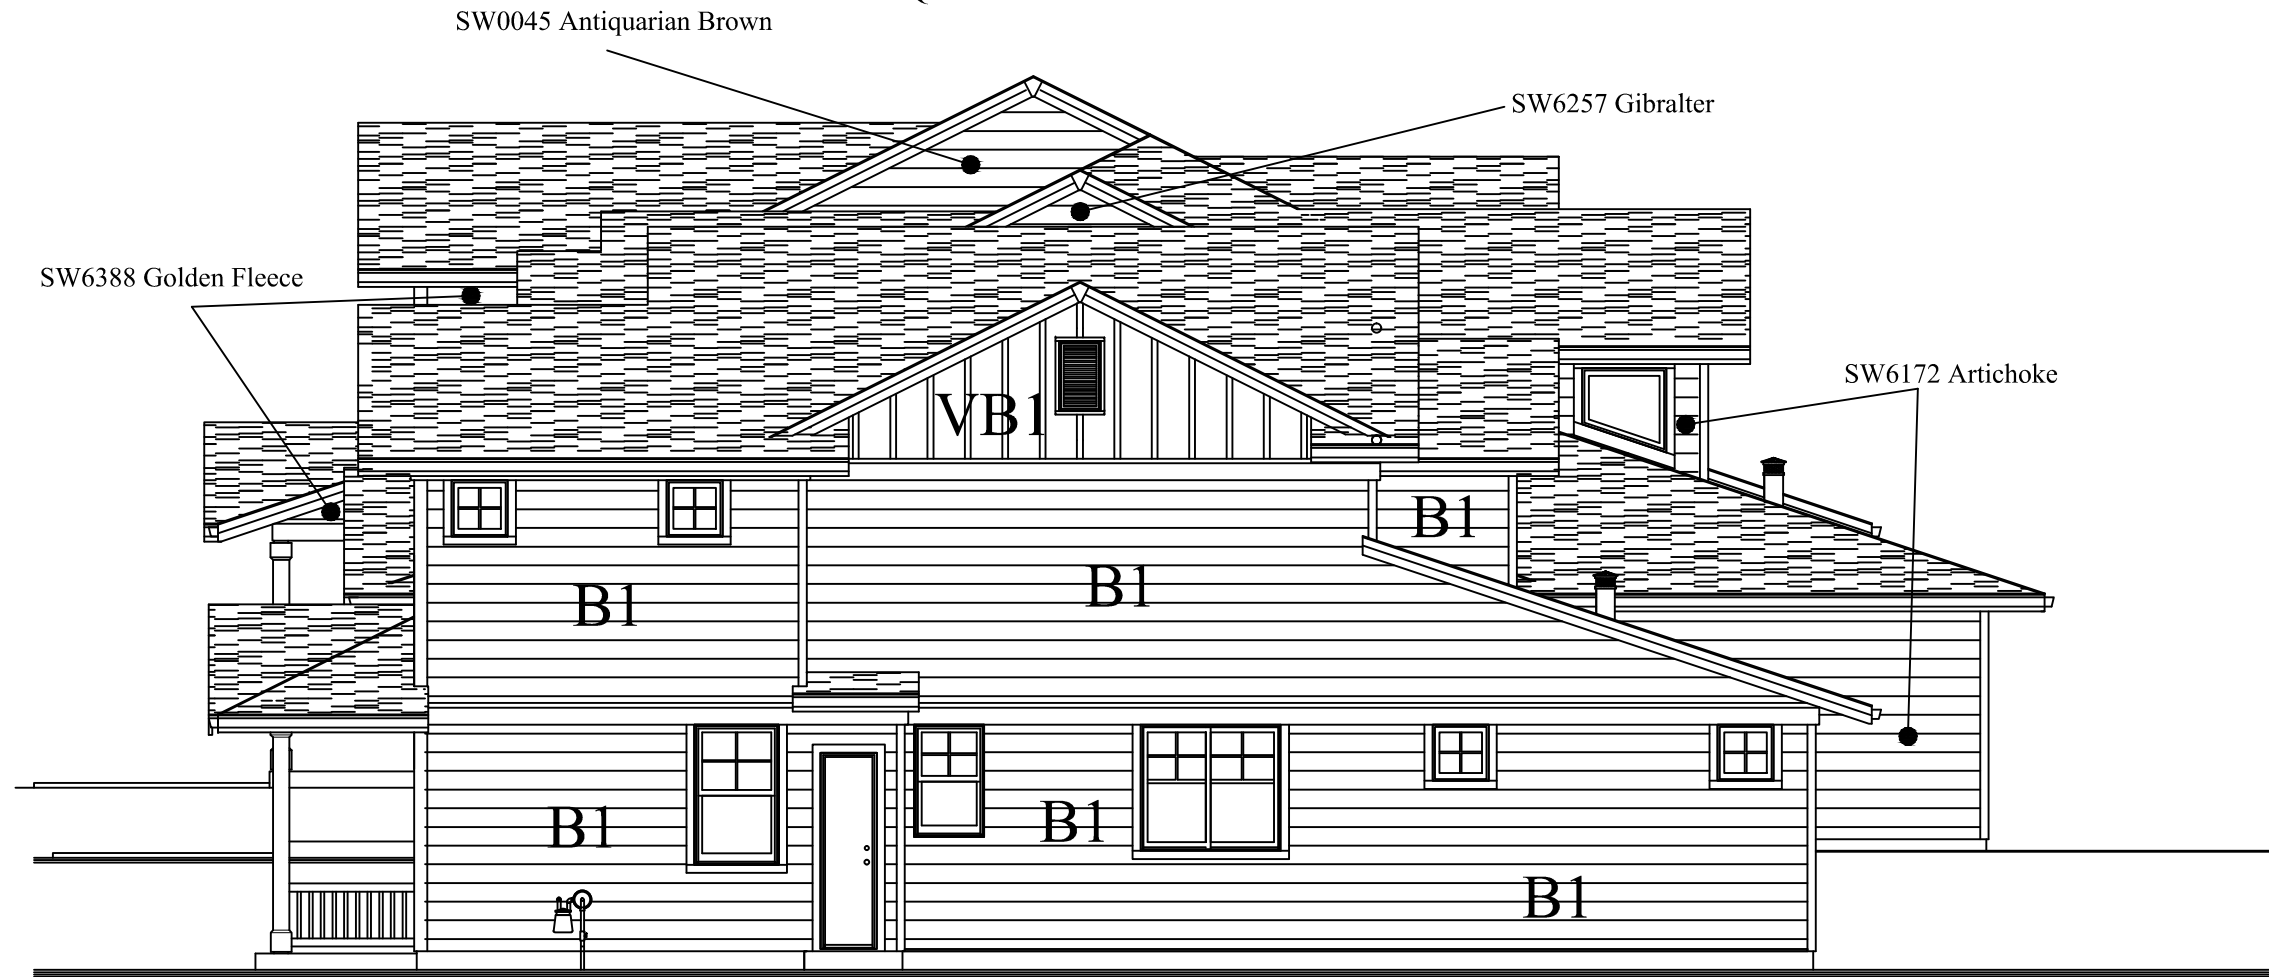 SW0045 Antiquarian Brown
SW6257 Gibralter
SW6388 Golden Fleece
SW6172 Artichoke
VB1
B1
B1
B1
B1
B1
B1